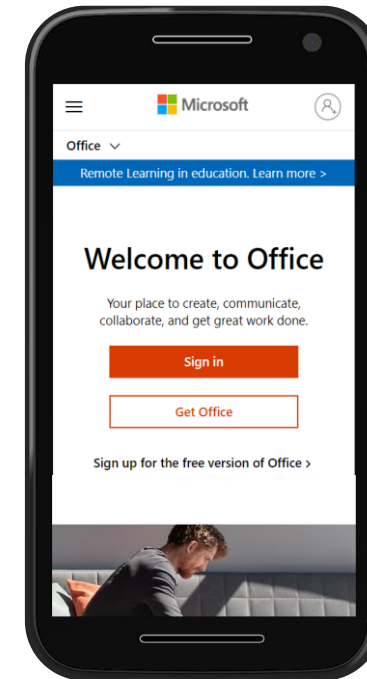 Microsoft
Office
Remote Learning in education. Learn more >
Welcome to Office
Your place to create, communicate,
collaborate, and get great work done.
Sign in
Get Office
Sign up for the free version of Office >